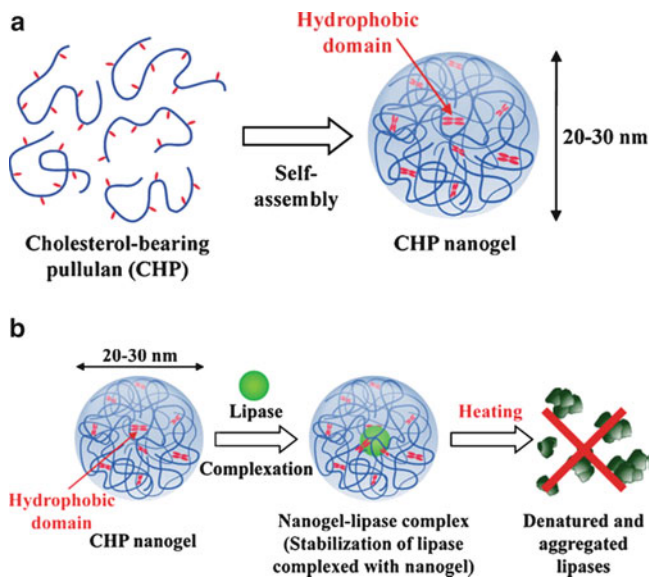 a
Hydrophobic
domain
20-30 nm
Self-
assembly
Cholesterol-bearing
pullulan (CHP)
CHP nanogel
b
20-30 nm
Lipase
Complexation
Heating
Hydrophobic
domain
CHP nanogel
Nanogel-lipase complex
(Stabilization of lipase
complexed with nanogel)
Denatured and
aggregated
lipases